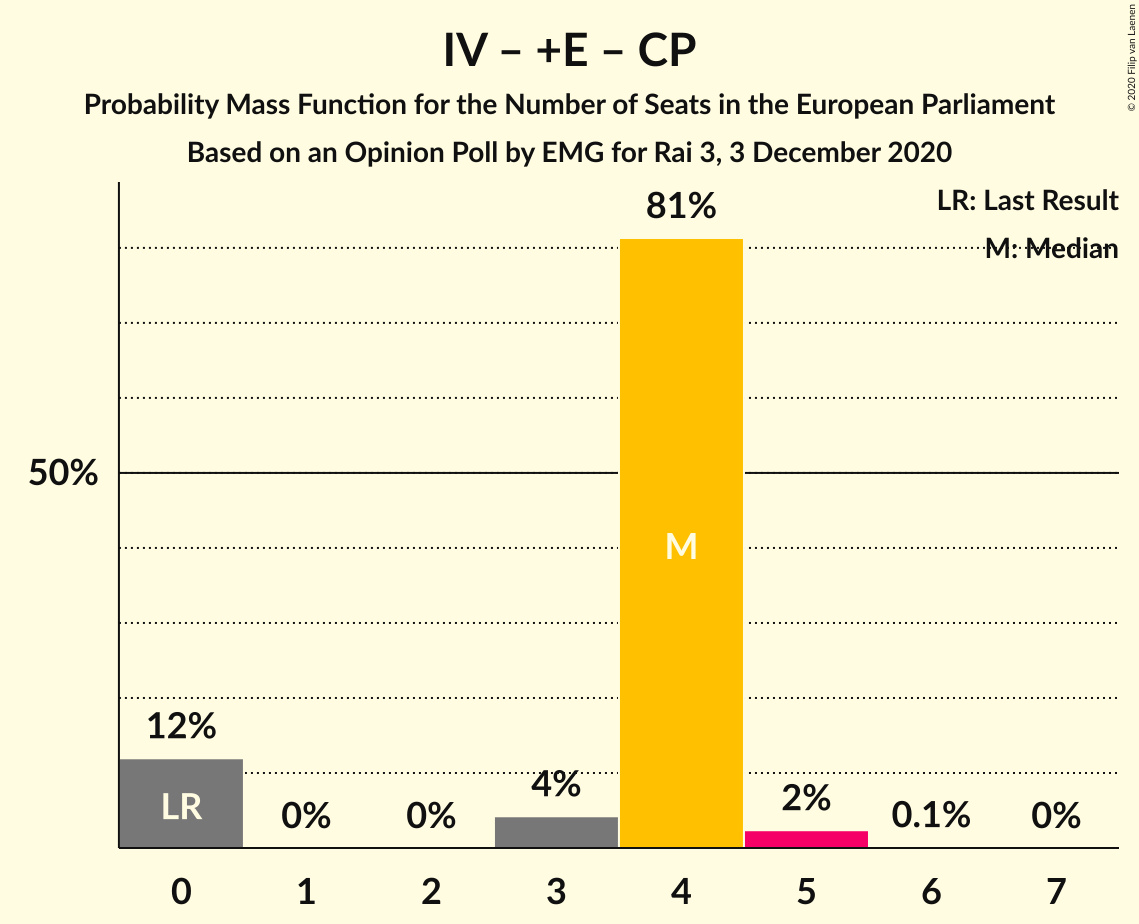 IV – +E – CP
Probability Mass Function for the Number of Seats in the European Parliament
Based on an Opinion Poll by EMG for Rai 3, 3 December 2020
© 2020 Filip van Laenen
LR: Last Result
M: Median
81%
50%
M
12%
LR
0%
0%
4%
2%
0.1%
0%
0 1 2 3 4 5 6 7